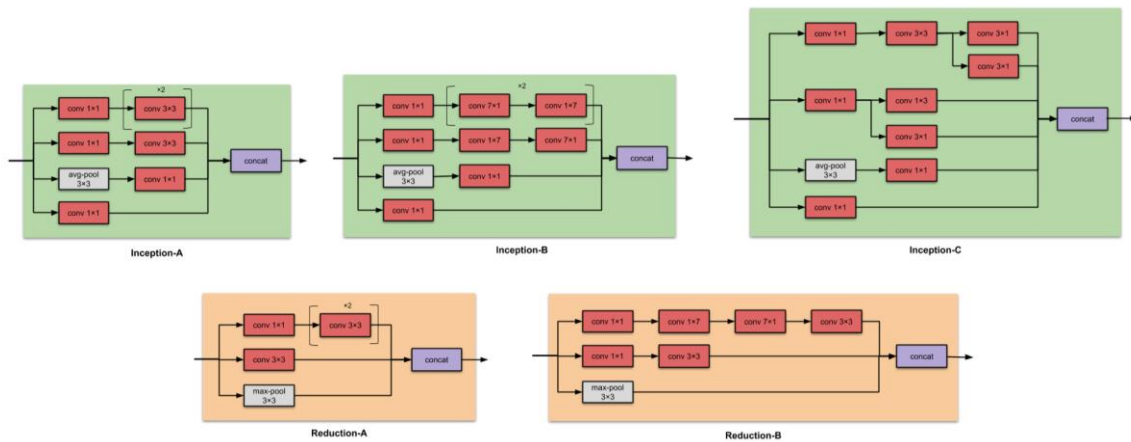 conv 1×1
conv 3×3
×2
conv 1×1
conv 3×3
avg-pool
3×3
conv 1×1
conv 1×1
concat
Inception-A
conv 1×1
conv 7×1
conv 1×7
×2
conv 1×1
conv 1×7
conv 7×1
avg-pool
3×3
conv 1×1
conv 1×1
concat
Inception-B
conv 1×1
conv 3×3
conv 3×1
conv 3×1
conv 1×1
conv 1×3
conv 3×1
avg-pool
3×3
conv 1×1
conv 1×1
concat
Inception-C
conv 1×1
conv 3×3
×2
conv 3×3
max-pool
3×3
concat
Reduction-A
conv 1×1
conv 1×7
conv 7×1
conv 3×3
conv 1×1
conv 3×3
max-pool
3×3
concat
Reduction-B